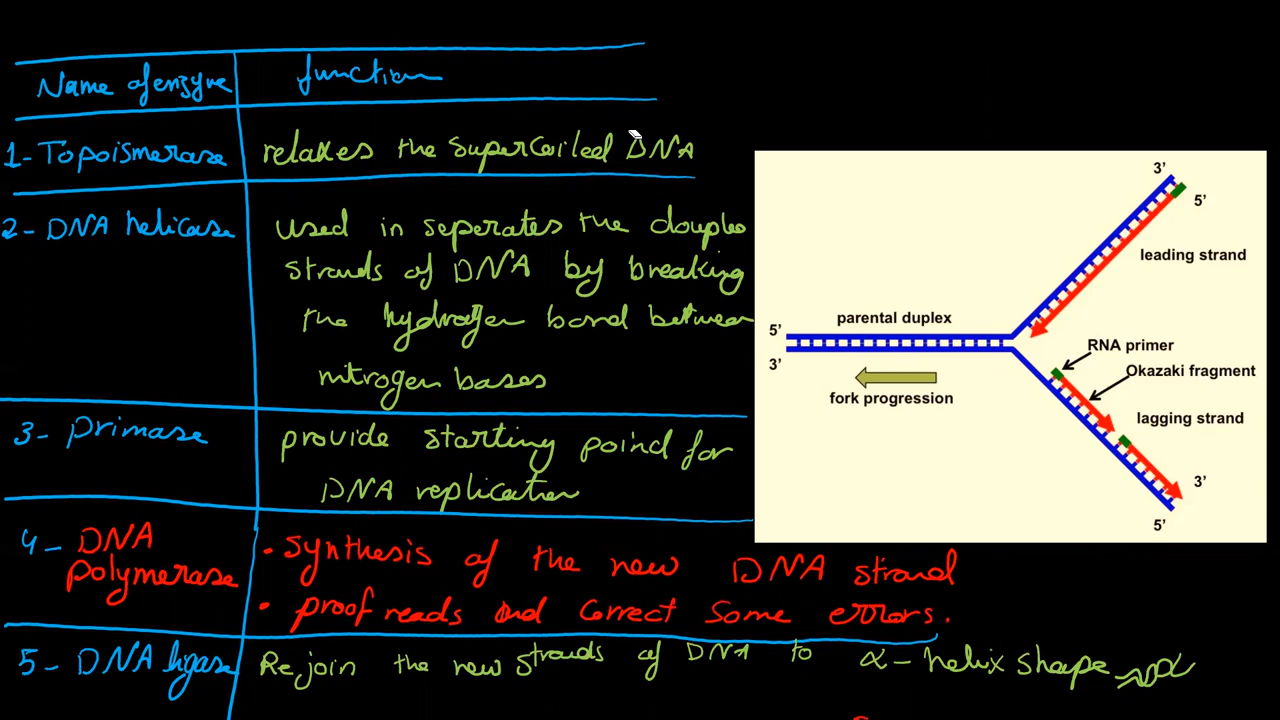 Name of enzyme function
1- Topoismerase relaxes the supercoiled DNA
2- DNA helicase used in seperates the douples
strands of DNA by breaking
the hydrogen bond between
nitrogen bases
3- primase provide starting poind for
DNA replication
4- DNA polymerase
• synthesis of the new DNA strand
• proof reads and correct some errors.
5- DNA ligase Rejoin the new strands of DNA to α-helix shape
3'
5'
leading strand
parental duplex
5'
3'
fork progression
RNA primer
Okazaki fragment
lagging strand
3'
5'